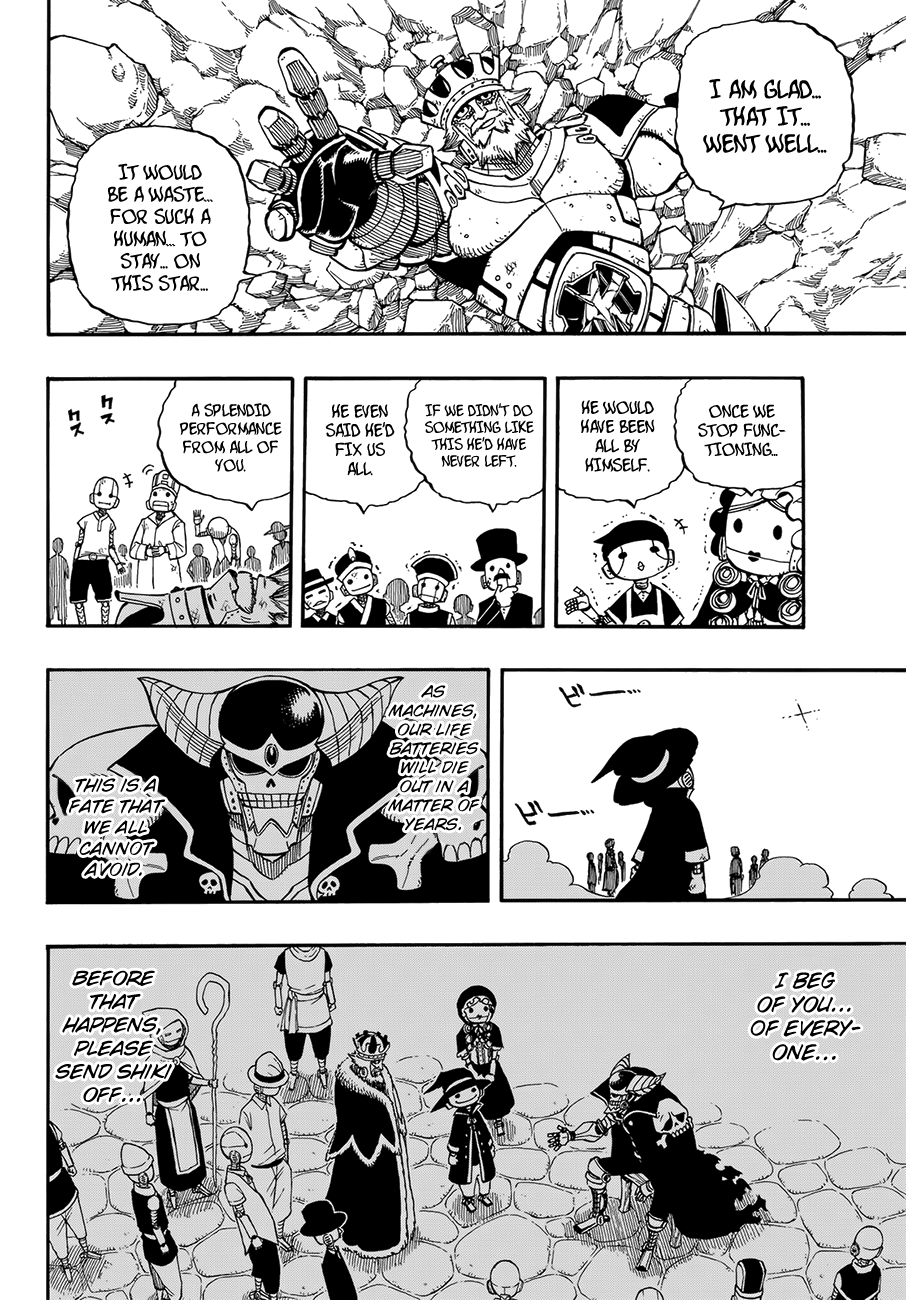 I AM GLAD...
THAT IT...
WENT WELL...
IT WOULD
BE A WASTE...
FOR SUCH A
HUMAN... TO
STAY... ON
THIS STAR...
ONCE WE
STOP FUNC-
TIONING...
HE WOULD
HAVE BEEN
ALL BY
HIMSELF.
IF WE DIDN'T DO
SOMETHING LIKE
THIS HE'D HAVE
NEVER LEFT.
HE EVEN
SAID HE'D
FIX US
ALL.
A SPLENDID
PERFORMANCE
FROM ALL OF
YOU.
クス
クス
ビー…
ビー…
AS
MACHINES,
OUR LIFE
BATTERIES
WILL DIE
OUT IN A
MATTER OF
YEARS.
THIS IS A
FATE THAT
WE ALL
CANNOT
AVOID.
I BEG
OF YOU...
OF EVERY-
ONE...
BEFORE
THAT
HAPPENS,
PLEASE
SEND SHIKI
OFF...